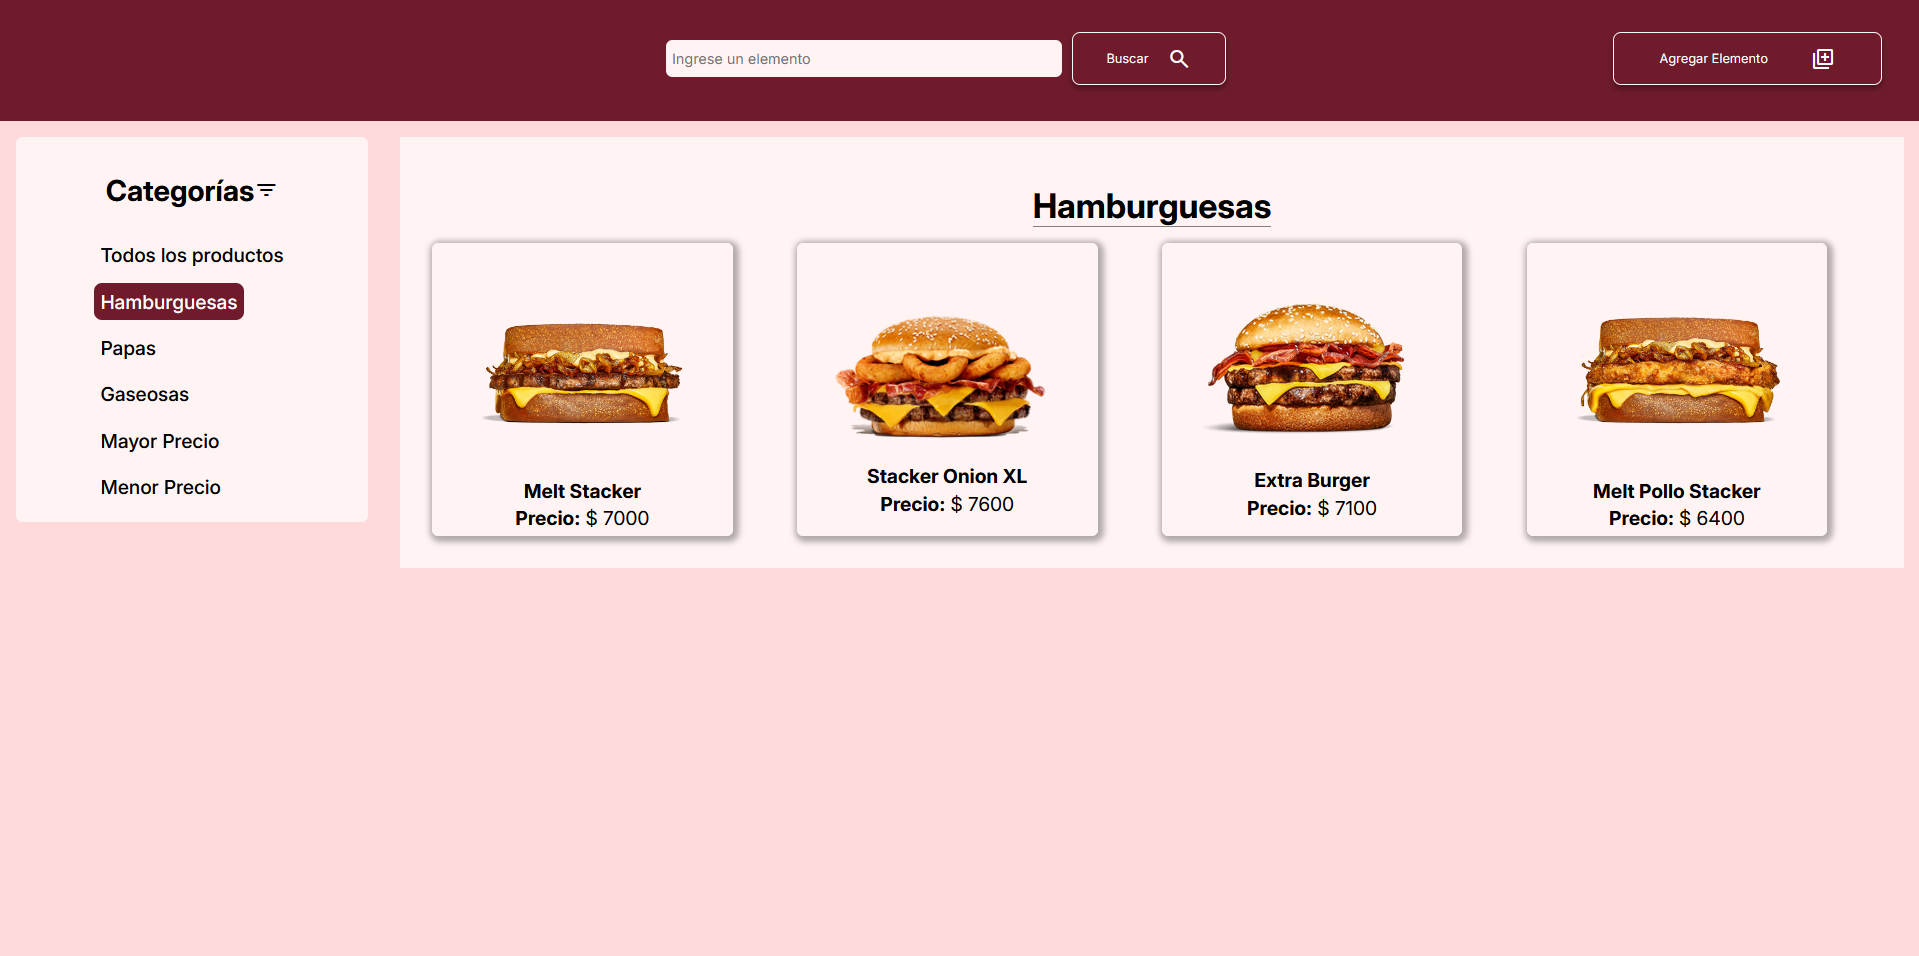 Ingrese un elemento
Buscar
Agregar Elemento
Categorías
Todos los productos
Hamburguesas
Papas
Gaseosas
Mayor Precio
Menor Precio
Hamburguesas
Melt Stacker
Precio: $ 7000
Stacker Onion XL
Precio: $ 7600
Extra Burger
Precio: $ 7100
Melt Pollo Stacker
Precio: $ 6400